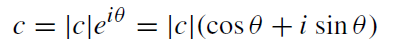 c = |c|e^{iθ} = |c|(cos θ + i sin θ)